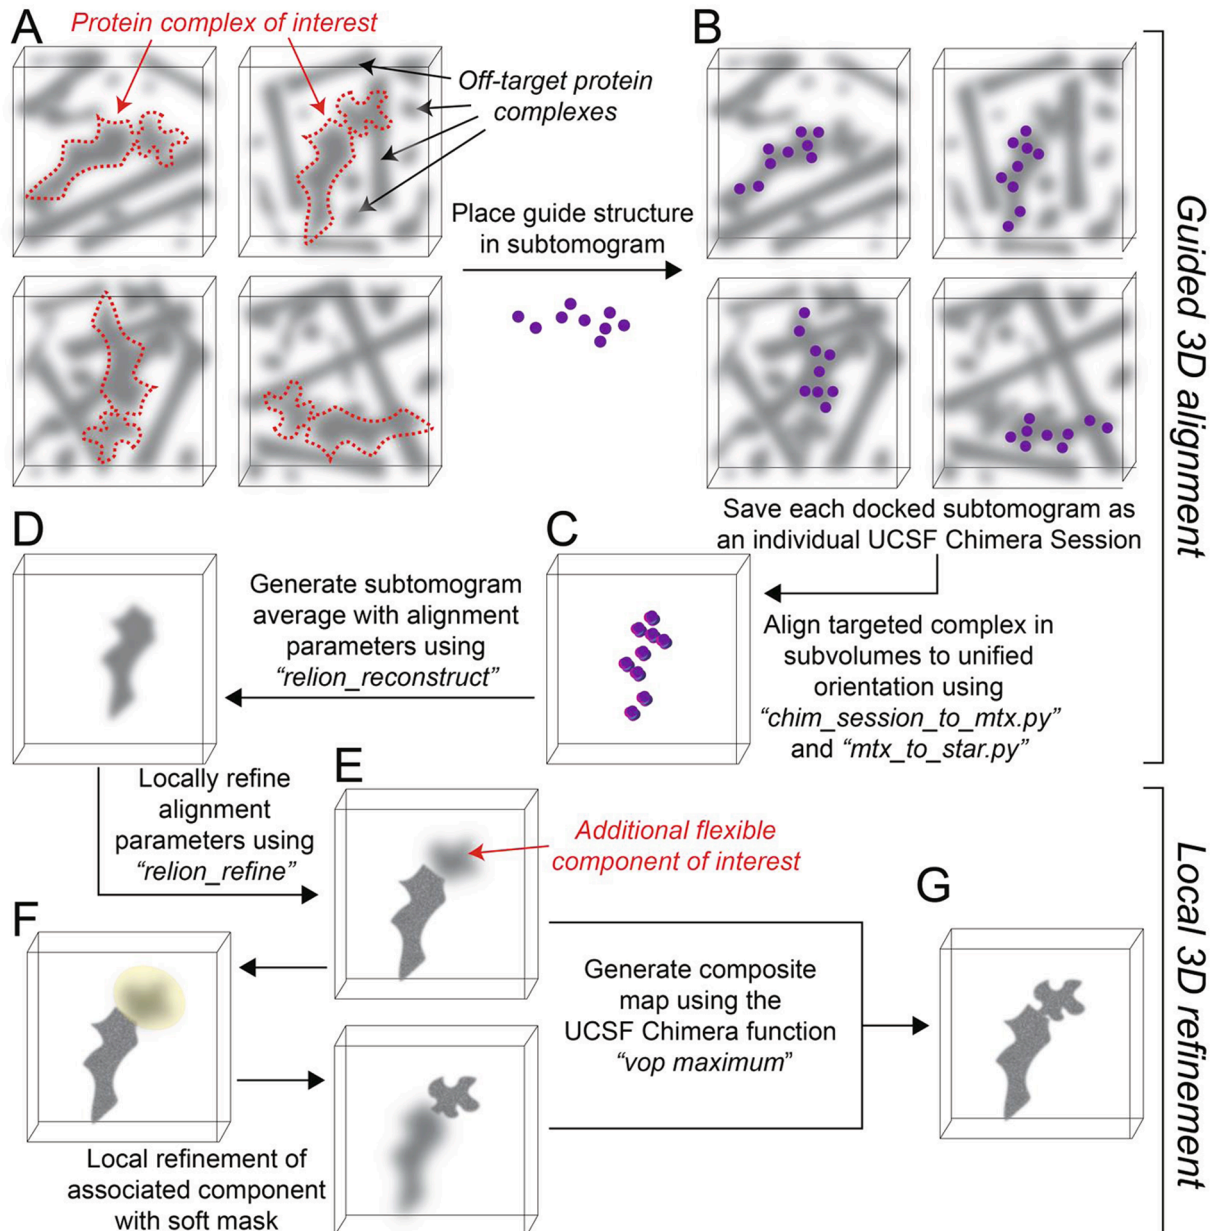 A
Protein complex of interest
Off-target protein
complexes
Place guide structure
in subtomogram
B
Guided 3D alignment
Save each docked subtomogram as
an individual UCSF Chimera Session
C
Align targeted complex in
subvolumes to unified
orientation using
“chim_session_to_mtx.py”
and “mtx_to_star.py”
D
Generate subtomogram
average with alignment
parameters using
“relion_reconstruct”
Locally refine
alignment
parameters using
“relion_refine”
E
Additional flexible
component of interest
F
Local refinement of
associated component
with soft mask
Generate composite
map using the
UCSF Chimera function
“vop maximum”
G
Local 3D refinement